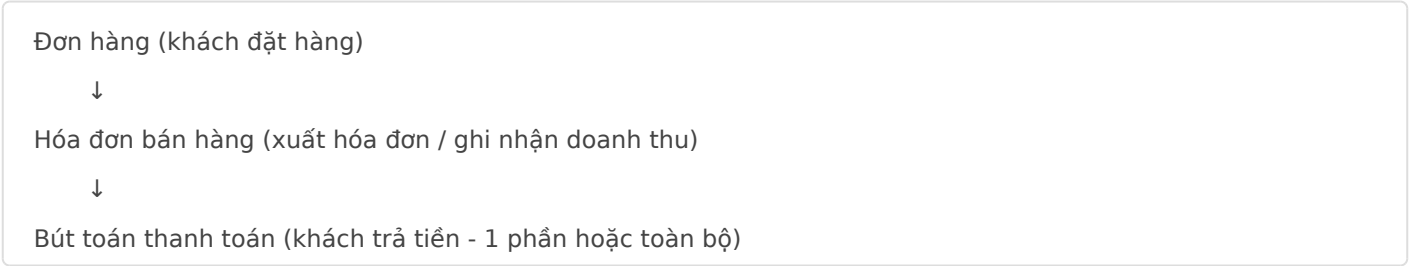 Đơn hàng (khách đặt hàng)
↓
Hóa đơn bán hàng (xuất hóa đơn / ghi nhận doanh thu)
↓
Bút toán thanh toán (khách trả tiền - 1 phần hoặc toàn bộ)